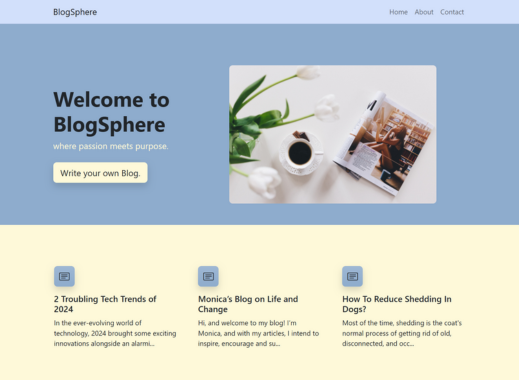 BlogSphere
Home About Contact
Welcome to
BlogSphere
where passion meets purpose.
Write your own Blog.
2 Troubling Tech Trends of
2024
In the ever-evolving world of
technology, 2024 brought some exciting
innovations alongside an alarmi...
Monica's Blog on Life and
Change
Hi, and welcome to my blog! I'm
Monica, and with my articles, I intend to
inspire, encourage and su...
How To Reduce Shedding In
Dogs?
Most of the time, shedding is the coat's
normal process of getting rid of old,
disconnected, and occ...